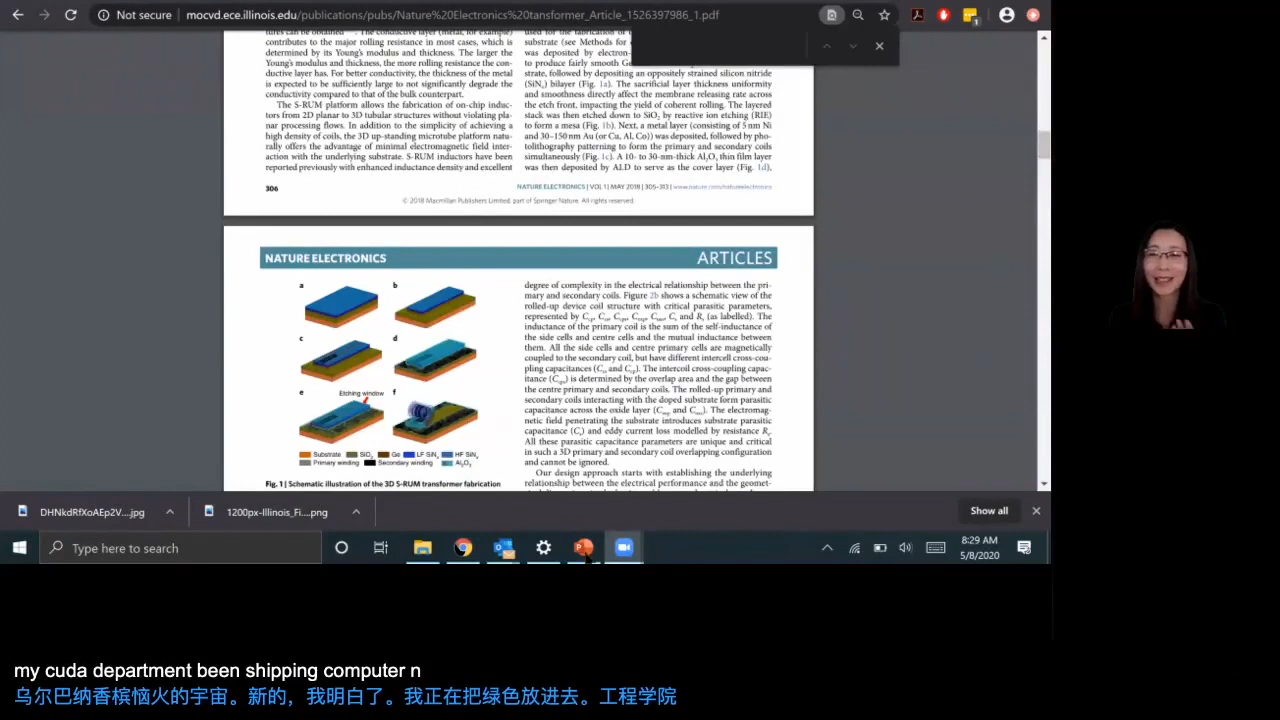 Not secure
mocvd.ece.illinois.edu/publications/pubs/Nature%20Electronics%20tansformer_Article_1526397986_1.pdf
contributes to the major rolling resistance in most cases, which is
determined by its Young's modulus and thickness. The larger the
Young's modulus and thickness, the more rolling resistance the con-
ductive layer has. For better conductivity, the thickness of the metal
is expected to be sufficiently large to not significantly degrade the
conductivity compared to that of the bulk counterpart.
The S-RUM platform allows the fabrication of on-chip induc-
tors from 2D planar to 3D tubular structures without violating pla-
nar processing flows. In addition to the simplicity of achieving a
high density of coils, the 3D up-standing microtube platform natu-
rally offers the advantage of minimal electromagnetic field inter-
action with the underlying substrate. S-RUM inductors have been
reported previously with enhanced inductance density and excellent
substrate (see Methods for
was deposited by electron-
to produce fairly smooth Ge
strate, followed by depositing an oppositely strained silicon nitride
(SiNₓ) bilayer (Fig. 1a). The sacrificial layer thickness uniformity
and smoothness directly affect the membrane releasing rate across
the etch front, impacting the yield of coherent rolling. The layered
stack was then etched down to SiO₂ by reactive ion etching (RIE)
to form a mesa (Fig. 1b). Next, a metal layer (consisting of 5 nm Ni
and 30–150 nm Au (or Cu, Al, Co)) was deposited, followed by pho-
tolithography patterning to form the primary and secondary coils
simultaneously (Fig. 1c). A 10- to 30-nm-thick Al₂O₃ thin film layer
was then deposited by ALD to serve as the cover layer (Fig. 1d),
306
NATURE ELECTRONICS | VOL 1 | MAY 2018 | 305–313 | www.nature.com/natureelectronics
© 2018 Macmillan Publishers Limited, part of Springer Nature. All rights reserved.
NATURE ELECTRONICS
ARTICLES
a
b
c
d
e
Etching window
f
Substrate SiO₂ Ge LF SiNₓ HF SiNₓ
Primary winding Secondary winding Al₂O₃
Fig. 1 | Schematic illustration of the 3D S-RUM transformer fabrication
degree of complexity in the electrical relationship between the pri-
mary and secondary coils. Figure 2b shows a schematic view of the
rolled-up device coil structure with critical parasitic parameters,
inductance of the primary coil is the sum of the self-inductance of
the side cells and centre cells and the mutual inductance between
them. All the side cells and centre primary cells are magnetically
coupled to the secondary coil, but have different intercell cross-cou-
pling capacitances
The intercoil cross-coupling capac-
is determined by the overlap area and the gap between
the centre primary and secondary coils. The rolled-up primary and
secondary coils interacting with the doped substrate form parasitic
capacitance across the oxide layer
The electromag-
netic field penetrating the substrate introduces substrate parasitic
and eddy current loss modelled by resistance
All these parasitic capacitance parameters are unique and critical
in such a 3D primary and secondary coil overlapping configuration
and cannot be ignored.
Our design approach starts with establishing the underlying
relationship between the electrical performance and the geomet-
DHNkdRfXoAEp2V....jpg
1200px-Illinois_Fi....png
Show all
Type here to search
8:29 AM
5/8/2020
my cuda department been shipping computer n
乌尔巴纳香槟恼火的宇宙。新的，我明白了。我正在把绿色放进去。工程学院